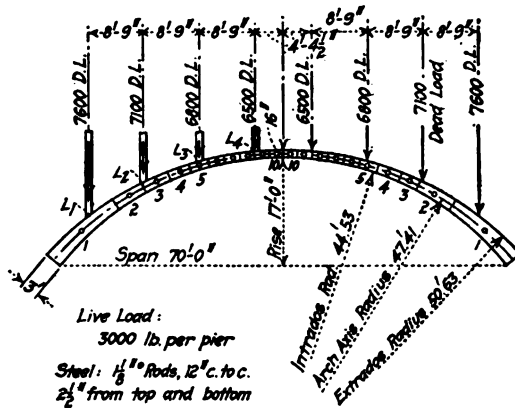 8'-9"
8'-9" 8'-9" 8'-9" 4'-4½" 8'-9" 8'-9"
7600 D.L. 7100 D.L. 6800 D.L. 6500 D.L. 6500 D.L. 6800 D.L. 7100 Dead Load 7600 D.L.
16"
L1 L2 L3 L4
1 2 3 4 5 10 10 5 4 3 2 1
Rise 17'-0"
Span 70'-0"
3'
Intrados Rad. 44.'53
Arch Axis Radius 47.'41
Extrados Radius 50.'63
Live Load:
3000 lb. per pier
Steel: 1⅛"° Rods, 12" c. to c.
2½" from top and bottom